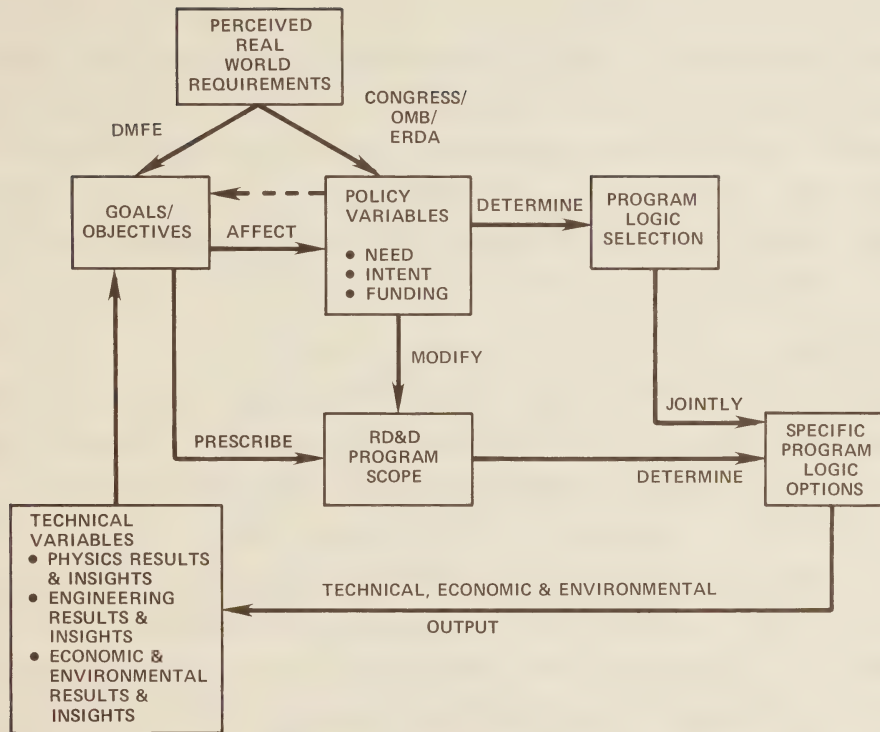 PERCEIVED
REAL
WORLD
REQUIREMENTS
DMFE
CONGRESS/
OMB/
ERDA
GOALS/
OBJECTIVES
AFFECT
POLICY
VARIABLES
● NEED
● INTENT
● FUNDING
DETERMINE
PROGRAM
LOGIC
SELECTION
MODIFY
JOINTLY
PRESCRIBE
RD&D
PROGRAM
SCOPE
DETERMINE
SPECIFIC
PROGRAM
LOGIC
OPTIONS
TECHNICAL
VARIABLES
● PHYSICS RESULTS
& INSIGHTS
● ENGINEERING
RESULTS &
INSIGHTS
● ECONOMIC &
ENVIRONMENTAL
RESULTS &
INSIGHTS
TECHNICAL, ECONOMIC & ENVIRONMENTAL
OUTPUT